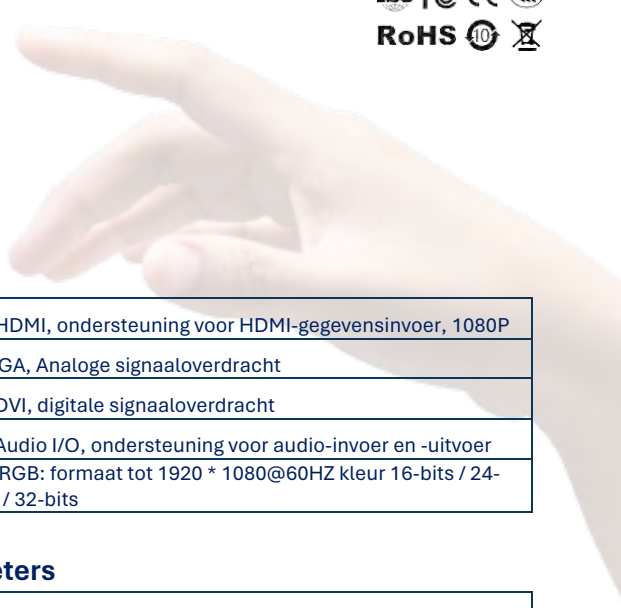 RoHS 10
HDMI, ondersteuning voor HDMI-gegevensinvoer, 1080P
GA, Analoge signaaloverdracht
DVI, digitale signaaloverdracht
Audio I/O, ondersteuning voor audio-invoer en -uitvoer
RGB: formaat tot 1920 * 1080@60HZ kleur 16-bits / 24-
/ 32-bits
eters